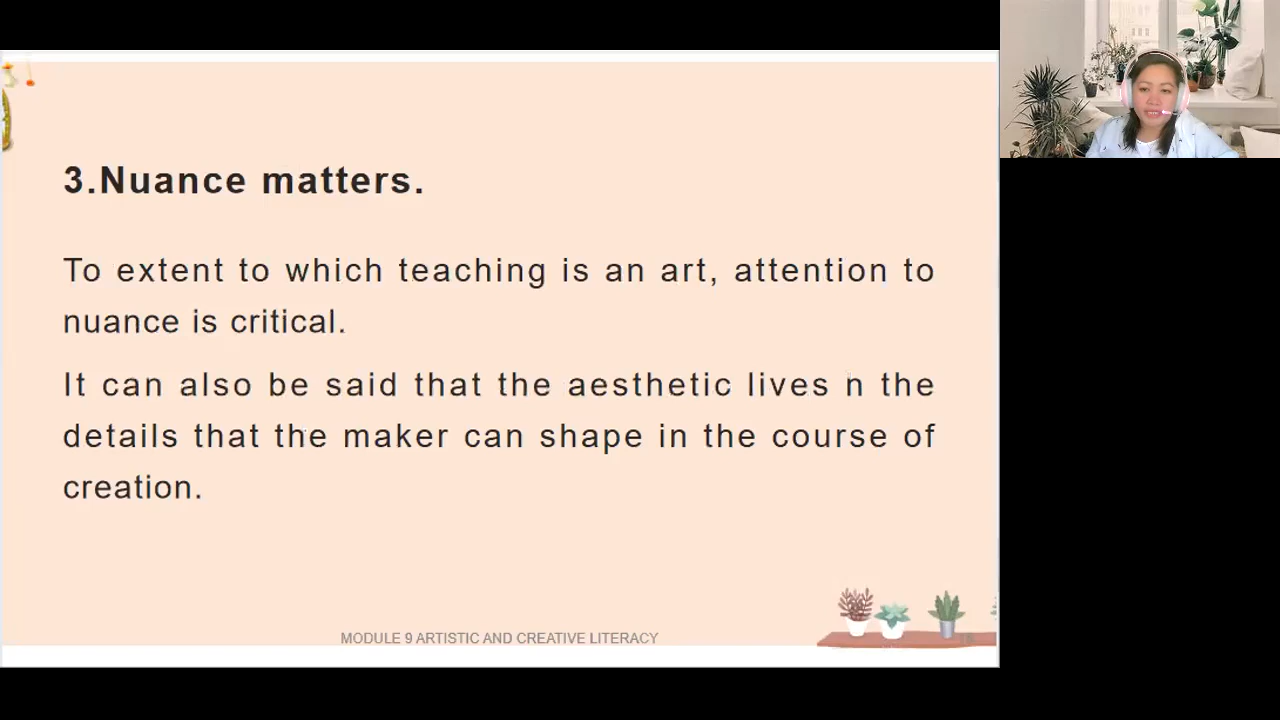 3.Nuance matters.
To extent to which teaching is an art, attention to
nuance is critical.
It can also be said that the aesthetic lives n the
details that the maker can shape in the course of
creation.
MODULE 9 ARTISTIC AND CREATIVE LITERACY